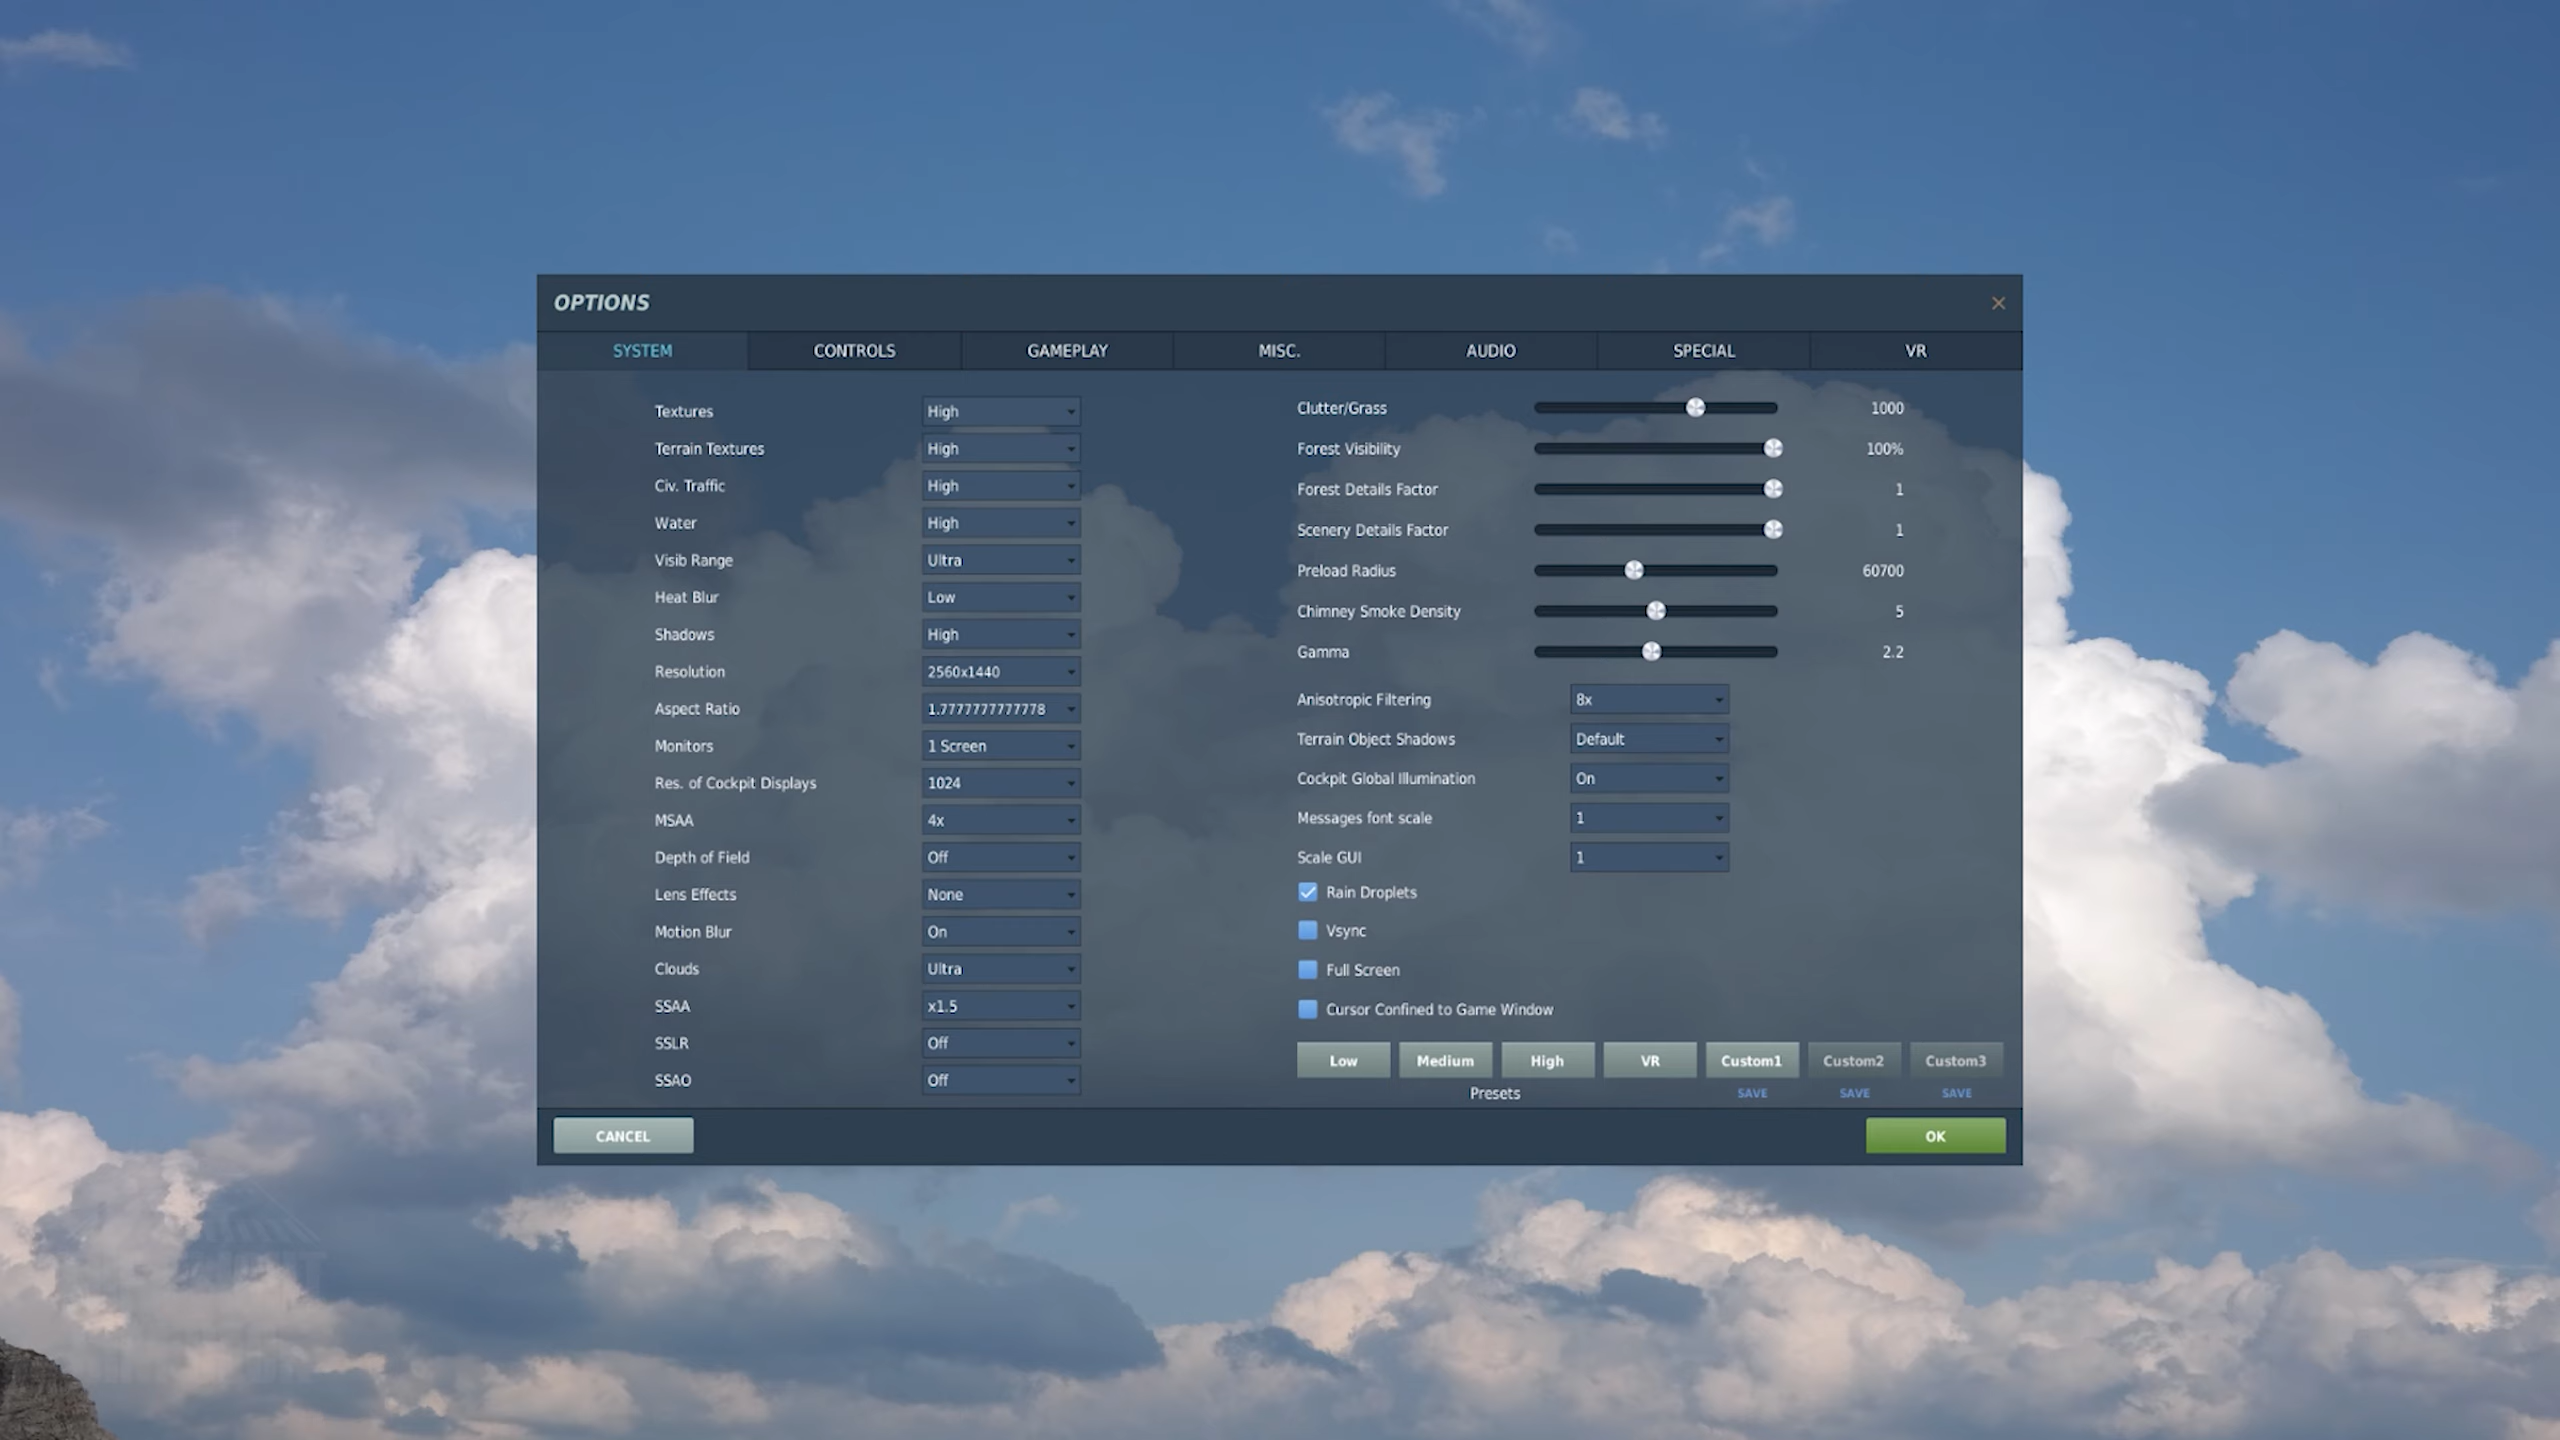 OPTIONS
SYSTEM CONTROLS GAMEPLAY MISC. AUDIO SPECIAL VR
Textures High
Terrain Textures High
Civ. Traffic High
Water High
Visib Range Ultra
Heat Blur Low
Shadows High
Resolution 2560x1440
Aspect Ratio 1.7777777777778
Monitors 1 Screen
Res. of Cockpit Displays 1024
MSAA 4x
Depth of Field Off
Lens Effects None
Motion Blur On
Clouds Ultra
SSAA x1.5
SSLR Off
SSAO Off
Clutter/Grass 1000
Forest Visibility 100%
Forest Details Factor 1
Scenery Details Factor 1
Preload Radius 60700
Chimney Smoke Density 5
Gamma 2.2
Anisotropic Filtering 8x
Terrain Object Shadows Default
Cockpit Global Illumination On
Messages font scale 1
Scale GUI 1
Rain Droplets
Vsync
Full Screen
Cursor Confined to Game Window
Low Medium High VR Custom1 Custom2 Custom3
Presets SAVE SAVE SAVE
CANCEL OK